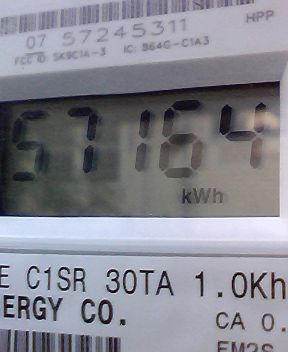 HPP
07 57245311
FCC ID: SK9C1A-3 IC: 864G-C1A3
57164
kWh
E C1SR 30TA 1.0Kh
ERGY CO.
CA 0.
EM2S